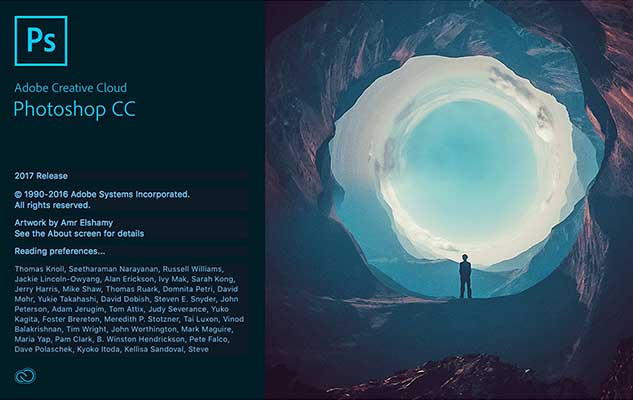 Ps
Adobe Creative Cloud
Photoshop CC
2017 Release
© 1990-2016 Adobe Systems Incorporated.
All rights reserved.
Artwork by Amr Elshamy
See the About screen for details
Reading preferences...
Thomas Knoll, Seetharaman Narayanan, Russell Williams,
Jackie Lincoln-Owyang, Alan Erickson, Ivy Mak, Sarah Kong,
Jerry Harris, Mike Shaw, Thomas Ruark, Domnita Petri, David
Mohr, Yukie Takahashi, David Dobish, Steven E. Snyder, John
Peterson, Adam Jerugim, Tom Attix, Judy Severance, Yuko
Kagita, Foster Brereton, Meredith P. Stotzner, Tai Luxon, Vinod
Balakrishnan, Tim Wright, John Worthington, Mark Maguire,
Maria Yap, Pam Clark, B. Winston Hendrickson, Pete Falco,
Dave Polaschek, Kyoko Itoda, Kellisa Sandoval, Steve